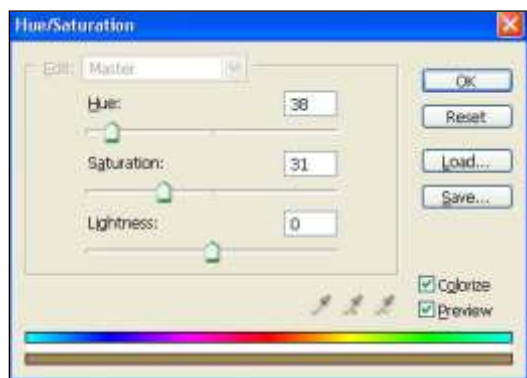 Hue/Saturation
Edit: Master
OK
Hue: 38
Reset
Saturation: 31
Load...
Save...
Lightness: 0
Colorize
Preview